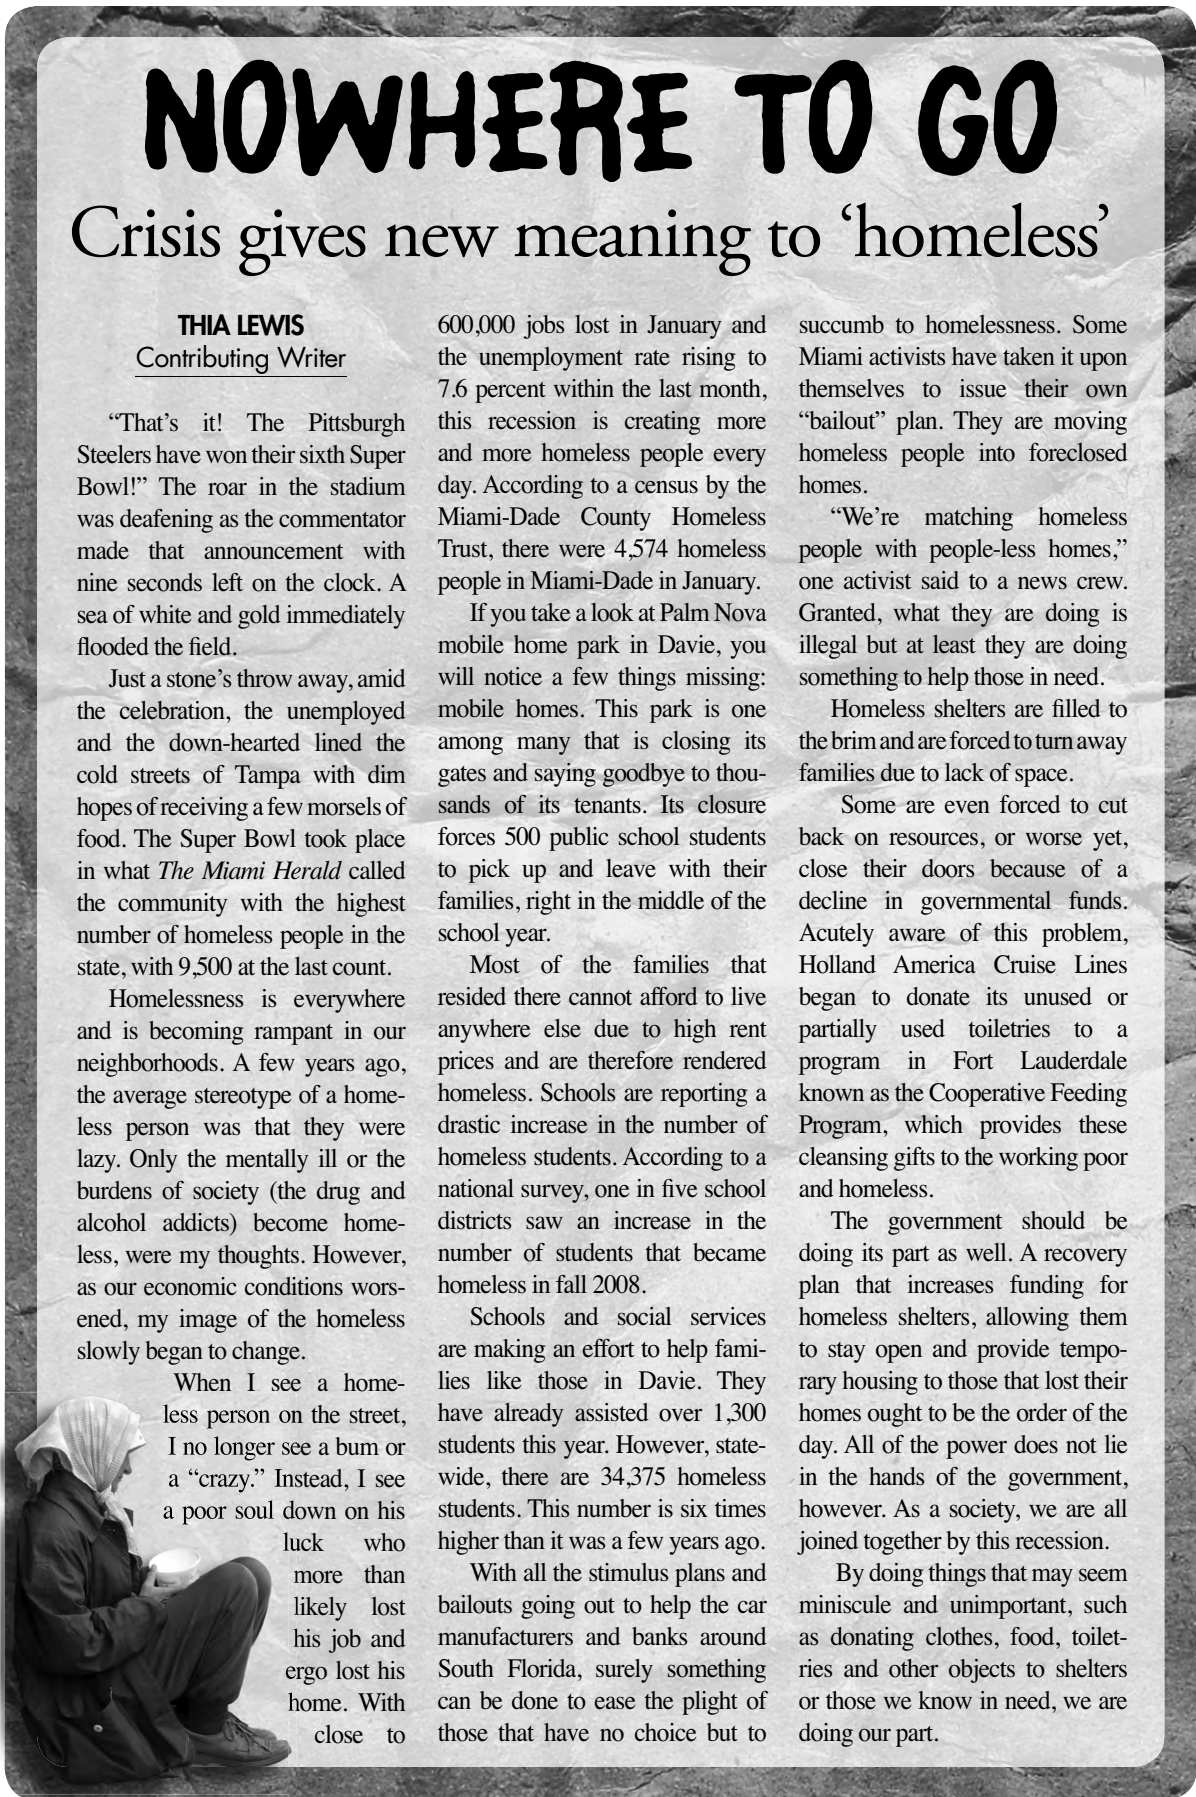 NOWHERE TO GO
Crisis gives new meaning to ‘homeless’
THIA LEWIS
Contributing Writer
“That’s it! The Pittsburgh
Steelers have won their sixth Super
Bowl!” The roar in the stadium
was deafening as the commentator
made that announcement with
nine seconds left on the clock. A
sea of white and gold immediately
flooded the field.
Just a stone’s throw away, amid
the celebration, the unemployed
and the down-hearted lined the
cold streets of Tampa with dim
hopes of receiving a few morsels of
food. The Super Bowl took place
in what The Miami Herald called
the community with the highest
number of homeless people in the
state, with 9,500 at the last count.
Homelessness is everywhere
and is becoming rampant in our
neighborhoods. A few years ago,
the average stereotype of a home-
less person was that they were
lazy. Only the mentally ill or the
burdens of society (the drug and
alcohol addicts) become home-
less, were my thoughts. However,
as our economic conditions wors-
ened, my image of the homeless
slowly began to change.
When I see a home-
less person on the street,
I no longer see a bum or
a “crazy.” Instead, I see
a poor soul down on his
luck who
more than
likely lost
his job and
ergo lost his
home. With
close to
600,000 jobs lost in January and
the unemployment rate rising to
7.6 percent within the last month,
this recession is creating more
and more homeless people every
day. According to a census by the
Miami-Dade County Homeless
Trust, there were 4,574 homeless
people in Miami-Dade in January.
If you take a look at Palm Nova
mobile home park in Davie, you
will notice a few things missing:
mobile homes. This park is one
among many that is closing its
gates and saying goodbye to thou-
sands of its tenants. Its closure
forces 500 public school students
to pick up and leave with their
families, right in the middle of the
school year.
Most of the families that
resided there cannot afford to live
anywhere else due to high rent
prices and are therefore rendered
homeless. Schools are reporting a
drastic increase in the number of
homeless students. According to a
national survey, one in five school
districts saw an increase in the
number of students that became
homeless in fall 2008.
Schools and social services
are making an effort to help fami-
lies like those in Davie. They
have already assisted over 1,300
students this year. However, state-
wide, there are 34,375 homeless
students. This number is six times
higher than it was a few years ago.
With all the stimulus plans and
bailouts going out to help the car
manufacturers and banks around
South Florida, surely something
can be done to ease the plight of
those that have no choice but to
succumb to homelessness. Some
Miami activists have taken it upon
themselves to issue their own
“bailout” plan. They are moving
homeless people into foreclosed
homes.
“We’re matching homeless
people with people-less homes,”
one activist said to a news crew.
Granted, what they are doing is
illegal but at least they are doing
something to help those in need.
Homeless shelters are filled to
the brim and are forced to turn away
families due to lack of space.
Some are even forced to cut
back on resources, or worse yet,
close their doors because of a
decline in governmental funds.
Acutely aware of this problem,
Holland America Cruise Lines
began to donate its unused or
partially used toiletries to a
program in Fort Lauderdale
known as the Cooperative Feeding
Program, which provides these
cleansing gifts to the working poor
and homeless.
The government should be
doing its part as well. A recovery
plan that increases funding for
homeless shelters, allowing them
to stay open and provide tempo-
rary housing to those that lost their
homes ought to be the order of the
day. All of the power does not lie
in the hands of the government,
however. As a society, we are all
joined together by this recession.
By doing things that may seem
miniscule and unimportant, such
as donating clothes, food, toilet-
ries and other objects to shelters
or those we know in need, we are
doing our part.